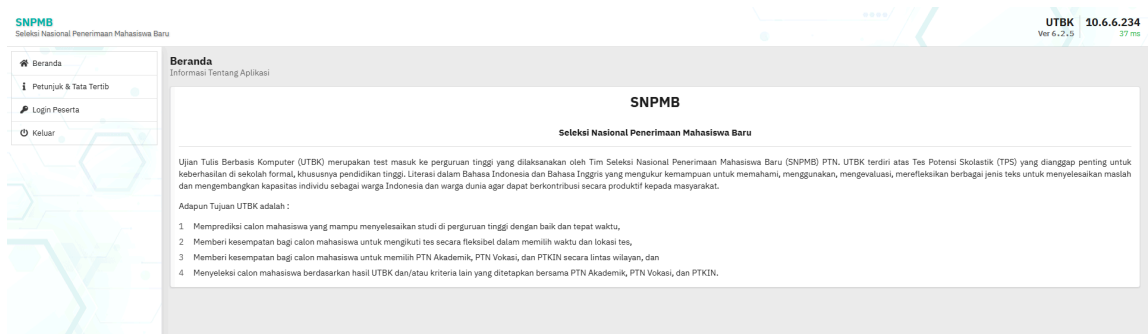 SNPMB
Seleksi Nasional Penerimaan Mahasiswa Baru
UTBK
Ver 6.2.5
10.6.6.234
37 ms
Beranda
Petunjuk & Tata Tertib
Login Peserta
Keluar
Beranda
Informasi Tentang Aplikasi
SNPMB
Seleksi Nasional Penerimaan Mahasiswa Baru
Ujian Tulis Berbasis Komputer (UTBK) merupakan test masuk ke perguruan tinggi yang dilaksanakan oleh Tim Seleksi Nasional Penerimaan Mahasiswa Baru (SNPMB) PTN. UTBK terdiri atas Tes Potensi Skolastik (TPS) yang dianggap penting untuk
keberhasilan di sekolah formal, khususnya pendidikan tinggi. Literasi dalam Bahasa Indonesia dan Bahasa Inggris yang mengukur kemampuan untuk memahami, menggunakan, mengevaluasi, merefleksikan berbagai jenis teks untuk menyelesaikan maslah
dan mengembangkan kapasitas individu sebagai warga Indonesia dan warga dunia agar dapat berkontribusi secara produktif kepada masyarakat.
Adapun Tujuan UTBK adalah :
1 Memprediksi calon mahasiswa yang mampu menyelesaikan studi di perguruan tinggi dengan baik dan tepat waktu,
2 Memberi kesempatan bagi calon mahasiswa untuk mengikuti tes secara fleksibel dalam memilih waktu dan lokasi tes,
3 Memberi kesempatan bagi calon mahasiswa untuk memilih PTN Akademik, PTN Vokasi, dan PTKIN secara lintas wilayan, dan
4 Menyeleksi calon mahasiswa berdasarkan hasil UTBK dan/atau kriteria lain yang ditetapkan bersama PTN Akademik, PTN Vokasi, dan PTKIN.